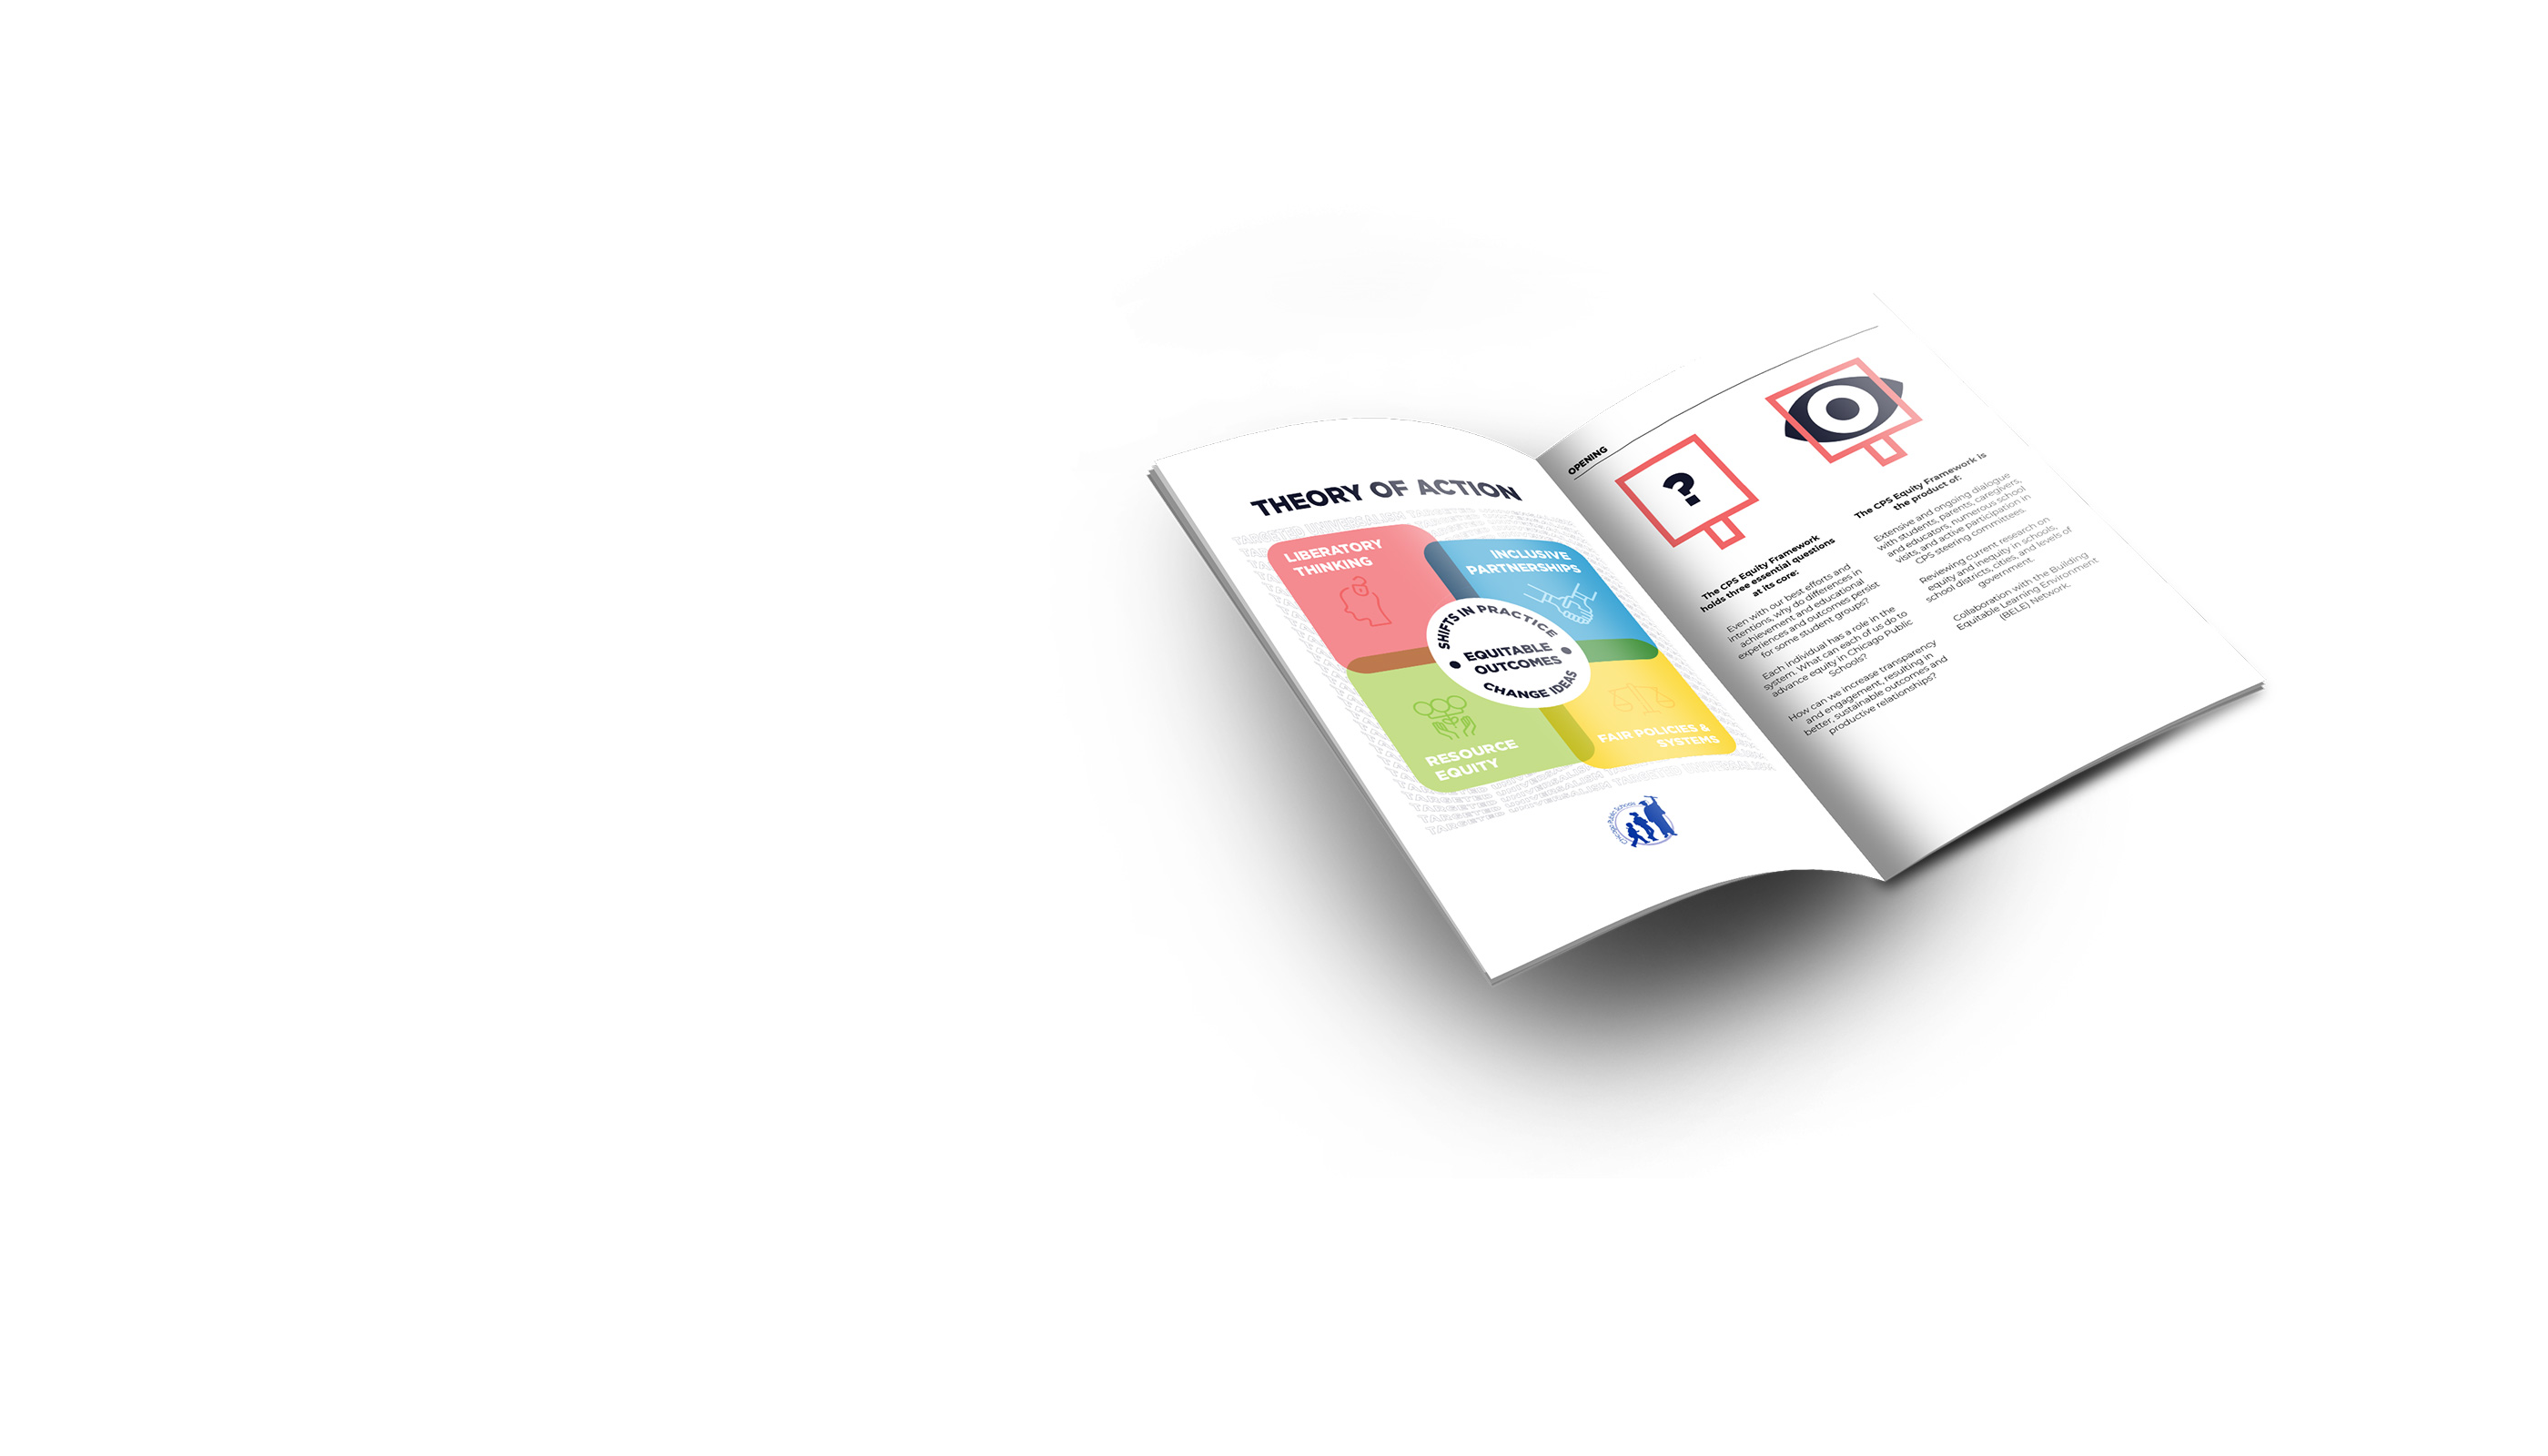 THEORY OF ACTION
LIBERATORY
THINKING
INCLUSIVE
PARTNERSHIPS
SHIFTS IN PRACTICE
EQUITABLE
OUTCOMES
CHANGE IDEAS
RESOURCE
EQUITY
FAIR POLICIES &
SYSTEMS
TARGETED UNIVERSALISM TARGETED UNIVERSALISM
Chicago Public Schools
OPENING
?
The CPS Equity Framework
holds three essential questions
at its core:
Even with our best efforts and
intentions, why do differences in
achievement and educational
experiences and outcomes persist
for some student groups?
Each individual has a role in the
system. What can each of us do to
advance equity in Chicago Public
Schools?
How can we increase transparency
and engagement, resulting in
better, sustainable outcomes and
productive relationships?
The CPS Equity Framework is
the product of:
Extensive and ongoing dialogue
with students, parents, caregivers,
and educators, numerous school
visits, and active participation in
CPS steering committees.
Reviewing current research on
equity and inequity in schools,
school districts, cities, and levels of
government.
Collaboration with the Building
Equitable Learning Environment
(BELE) Network.